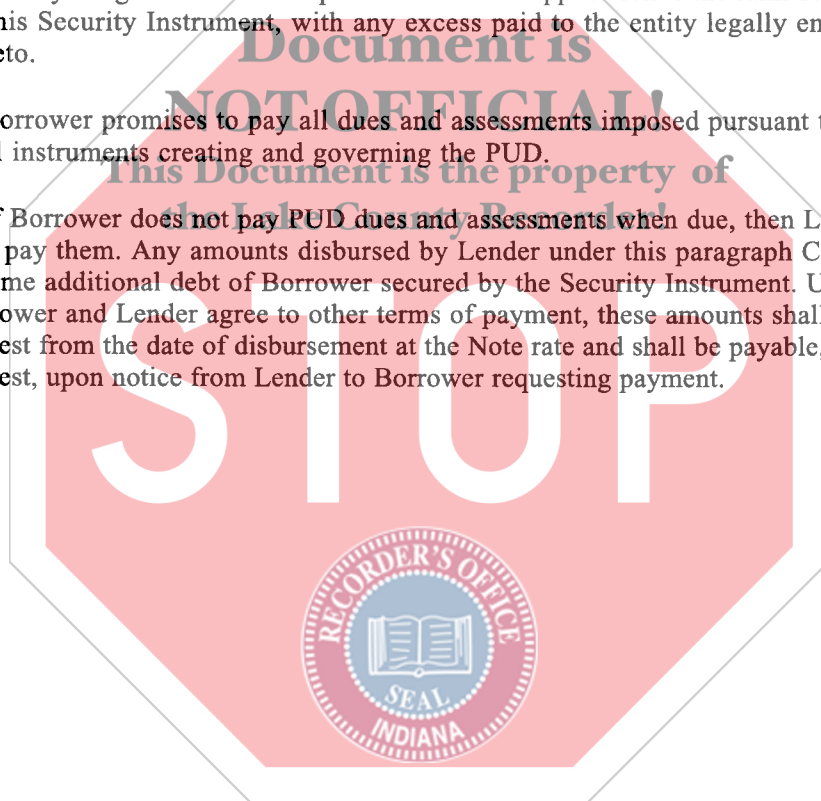 his Security Instrument, with any excess paid to the entity legally en
Document is
eto.
NOT OFFICIAL!
orrower promises to pay all dues and assessments imposed pursuant t
l instruments creating and governing the PUD.
This Document is the property of
the Lake County Recorder!
f Borrower does not pay PUD dues and assessments when due, then L
pay them. Any amounts disbursed by Lender under this paragraph C
me additional debt of Borrower secured by the Security Instrument. U
ower and Lender agree to other terms of payment, these amounts shall
est from the date of disbursement at the Note rate and shall be payable,
est, upon notice from Lender to Borrower requesting payment.
STOP
RECORDER'S OFFICE
SEAL
INDIANA